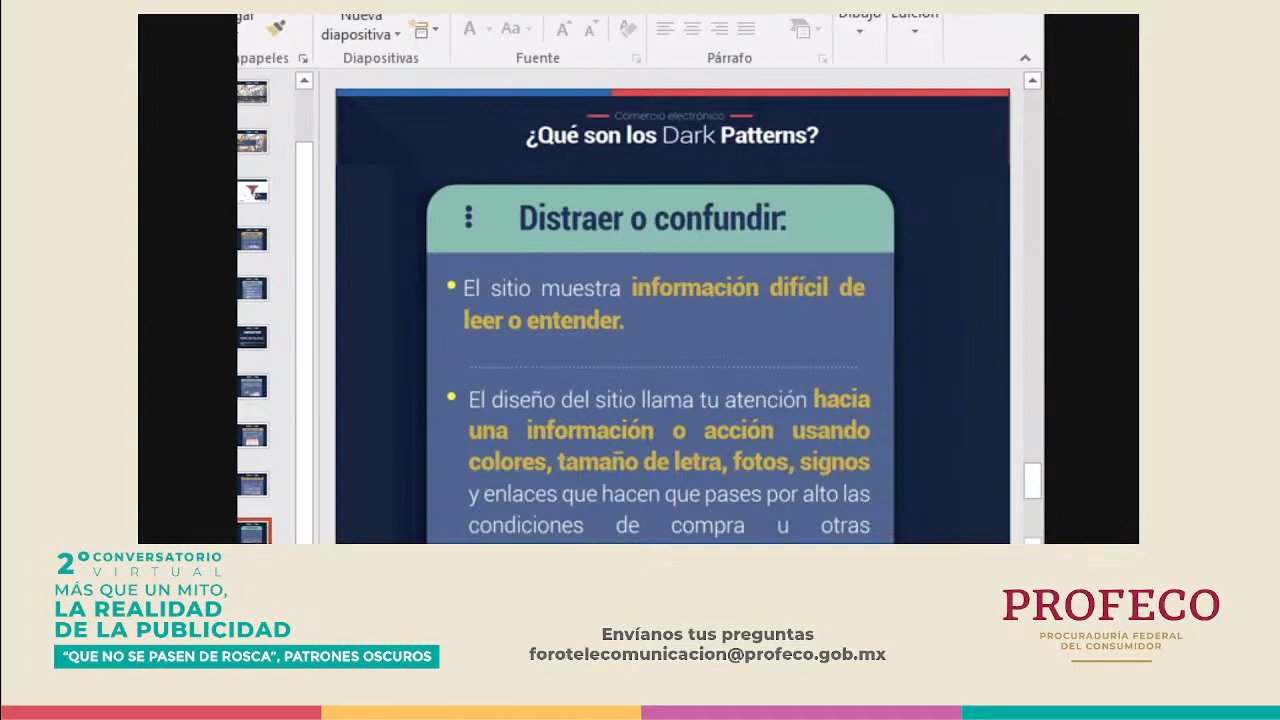 Nueva
diapositiva
Diapositivas
Fuente
Párrafo
Dibujo
Edición
Comercio electrónico
¿Qué son los Dark Patterns?
Distraer o confundir:
El sitio muestra información difícil de
leer o entender.
El diseño del sitio llama tu atención hacia
una información o acción usando
colores, tamaño de letra, fotos, signos
y enlaces que hacen que pases por alto las
condiciones de compra u otras
2º CONVERSATORIO
VIRTUAL
MÁS QUE UN MITO,
LA REALIDAD
DE LA PUBLICIDAD
“QUE NO SE PASEN DE ROSCA”, PATRONES OSCUROS
Envíanos tus preguntas
forotelecomunicacion@profeco.gob.mx
PROFECO
PROCURADURÍA FEDERAL
DEL CONSUMIDOR